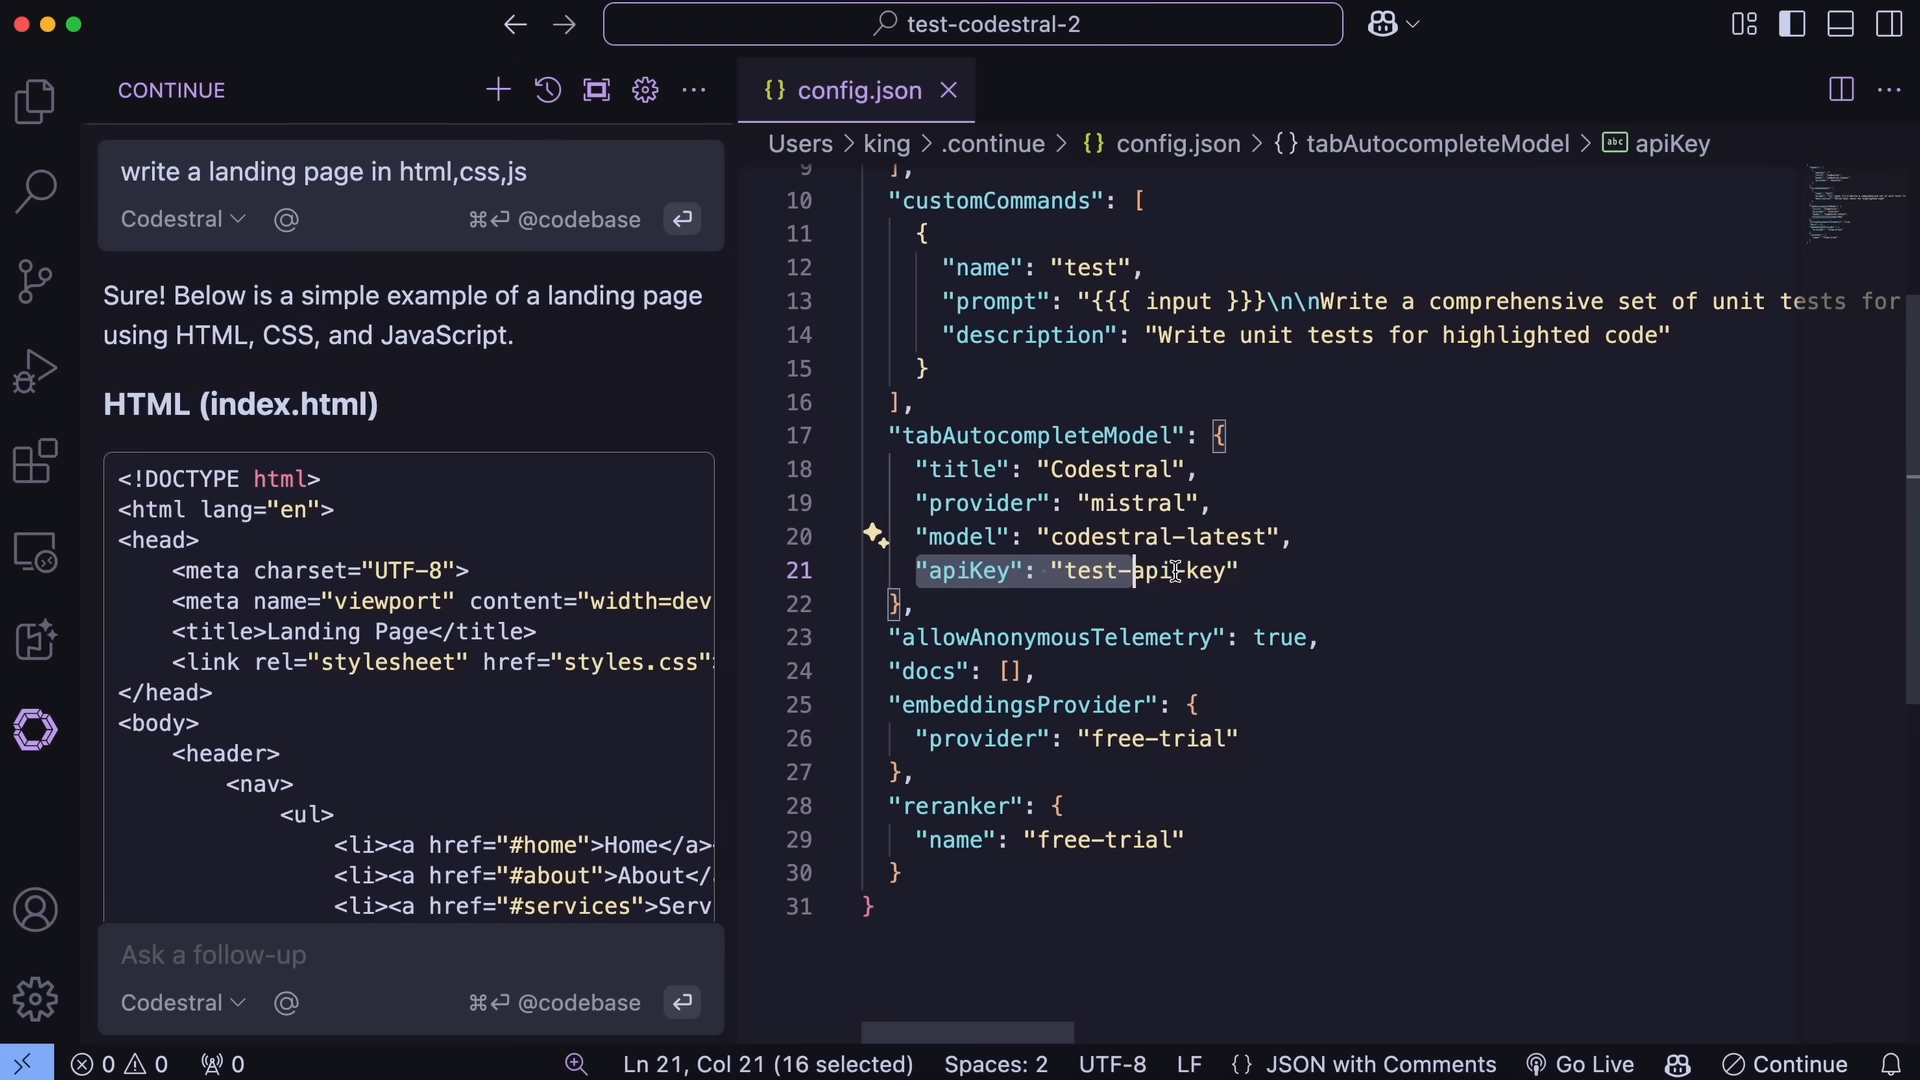 test-codestral-2
CONTINUE
write a landing page in html,css,js
Codestral
@
⌘⏎ @codebase
Sure! Below is a simple example of a landing page
using HTML, CSS, and JavaScript.
HTML (index.html)
<!DOCTYPE html>
<html lang="en">
<head>
<meta charset="UTF-8">
<meta name="viewport" content="width=dev
<title>Landing Page</title>
<link rel="stylesheet" href="styles.css"
</head>
<body>
<header>
<nav>
<ul>
<li><a href="#home">Home</a>
<li><a href="#about">About</
<li><a href="#services">Serv
Ask a follow-up
Codestral
@
⌘⏎ @codebase
{} config.json
Users > king > .continue > {} config.json > {} tabAutocompleteModel > abc apiKey
9 ],
10 "customCommands": [
11 {
12 "name": "test",
13 "prompt": "{{{ input }}}\n\nWrite a comprehensive set of unit tests for
14 "description": "Write unit tests for highlighted code"
15 }
16 ],
17 "tabAutocompleteModel": {
18 "title": "Codestral",
19 "provider": "mistral",
20 "model": "codestral-latest",
21 "apiKey": "test-api-key"
22 },
23 "allowAnonymousTelemetry": true,
24 "docs": [],
25 "embeddingsProvider": {
26 "provider": "free-trial"
27 },
28 "reranker": {
29 "name": "free-trial"
30 }
31 }
0 0 0 Ln 21, Col 21 (16 selected) Spaces: 2 UTF-8 LF {} JSON with Comments Go Live Continue